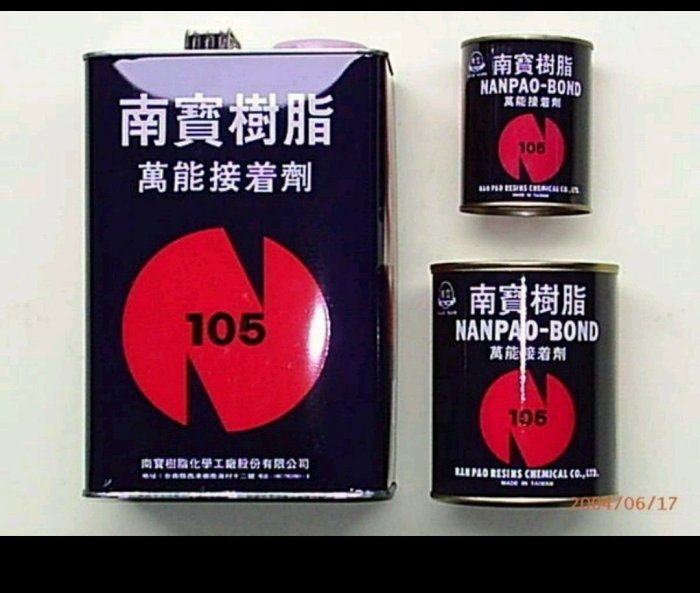 南寶樹脂
萬能接着劑
105
南寶樹脂化學工廠股份有限公司
南寶樹脂
NANPAO-BOND
萬能接着劑
105
NAN PAO RESINS CHEMICAL CO., LTD.
MADE IN TAIWAN
南寶樹脂
NANPAO-BOND
萬能接着劑
105
NAN PAO RESINS CHEMICAL CO., LTD.
MADE IN TAIWAN
2004/06/17